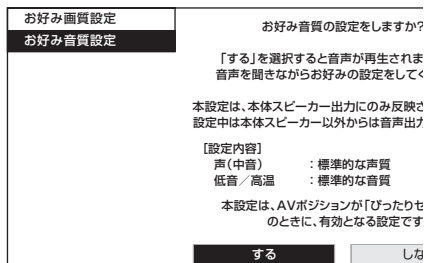 お好み画質設定
お好み音質設定
お好み音質の設定をしますか?
「する」を選択すると音声が再生されま
音声を聞きながらお好みの設定をしてく
本設定は、本体スピーカー出力にのみ反映さ
設定中は本体スピーカー以外からは音声出力
[設定内容]
声(中音) :標準的な声質
低音/高温 :標準的な音質
本設定は、AVポジションが「ぴったりセ
のときに、有効となる設定です
する
しな